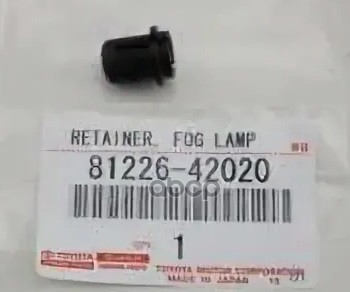 RETAINER, FOG LAMP
81226-42020
1
TOYOTA MOTOR CORPORATION
MADE IN JAPAN